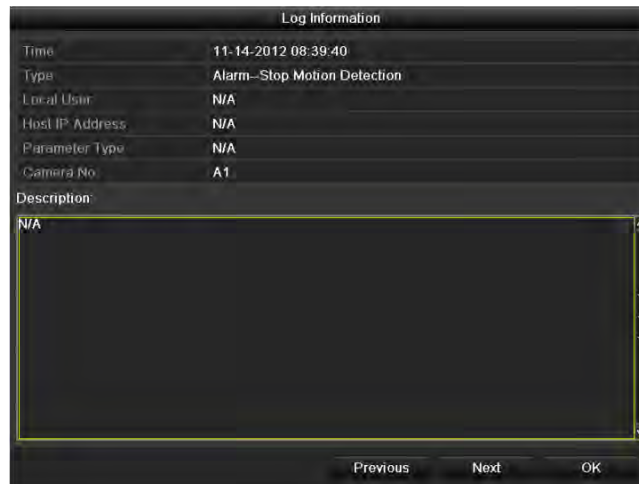 Log Information
Time 11-14-2012 08:39:40
Type Alarm--Stop Motion Detection
Local User N/A
Host IP Address N/A
Parameter Type N/A
Camera No. A1
Description:
N/A
Previous Next OK